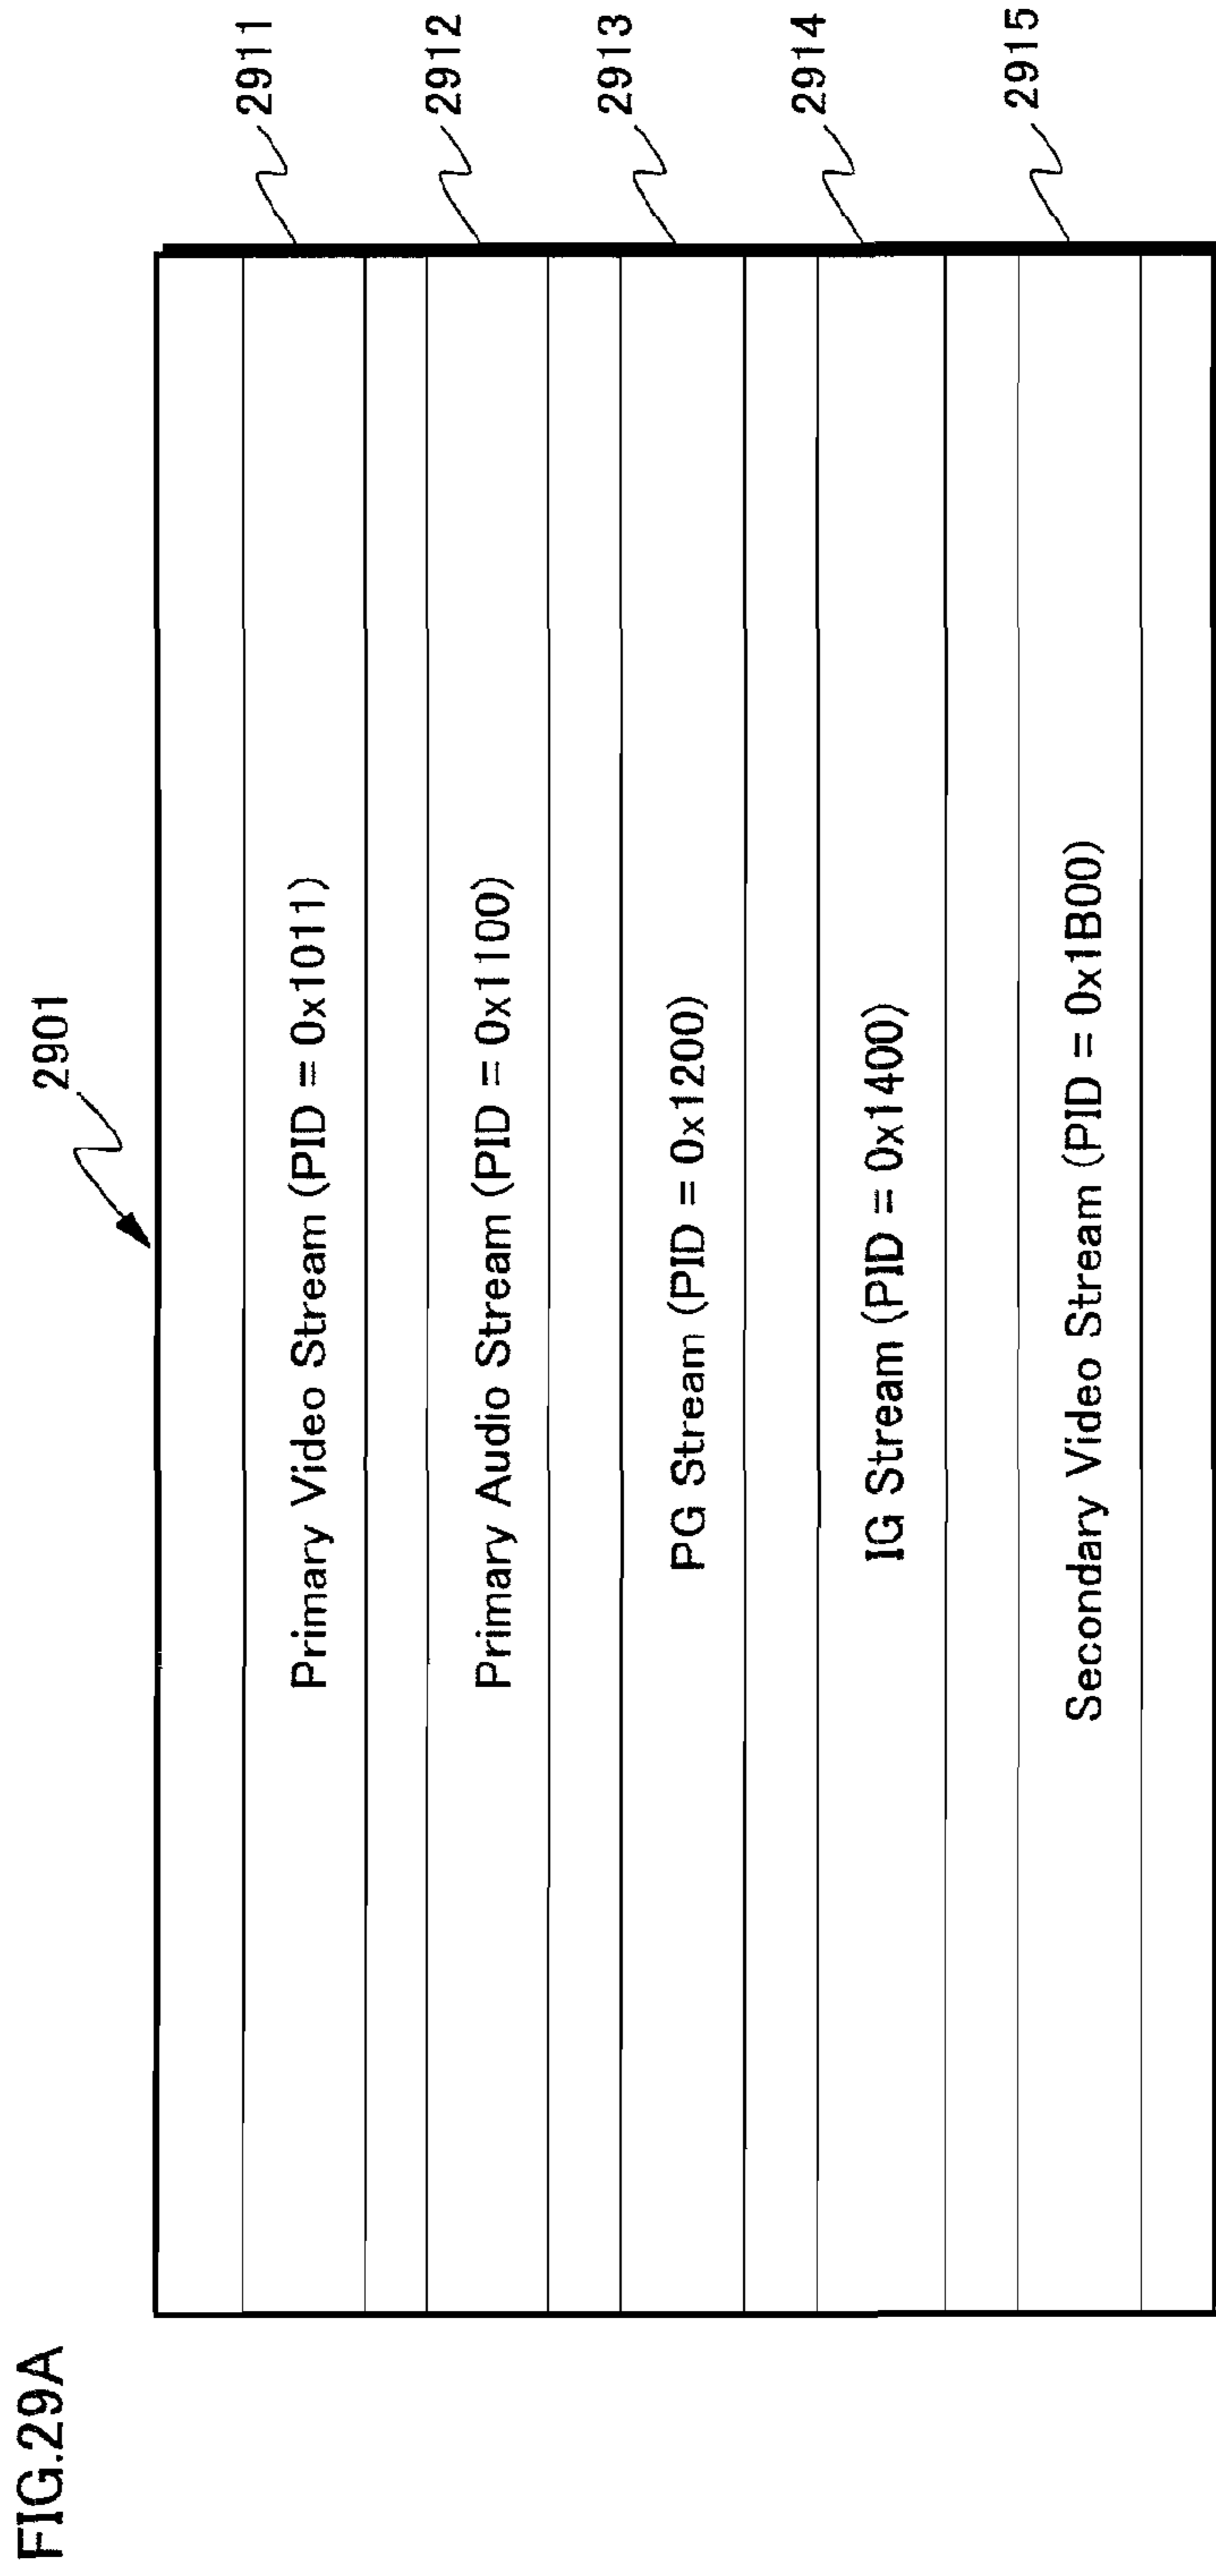 FIG.29A
2901
Primary Video Stream (PID = 0x1011)
2911
Primary Audio Stream (PID = 0x1100)
2912
PG Stream (PID = 0x1200)
2913
IG Stream (PID = 0x1400)
2914
Secondary Video Stream (PID = 0x1B00)
2915